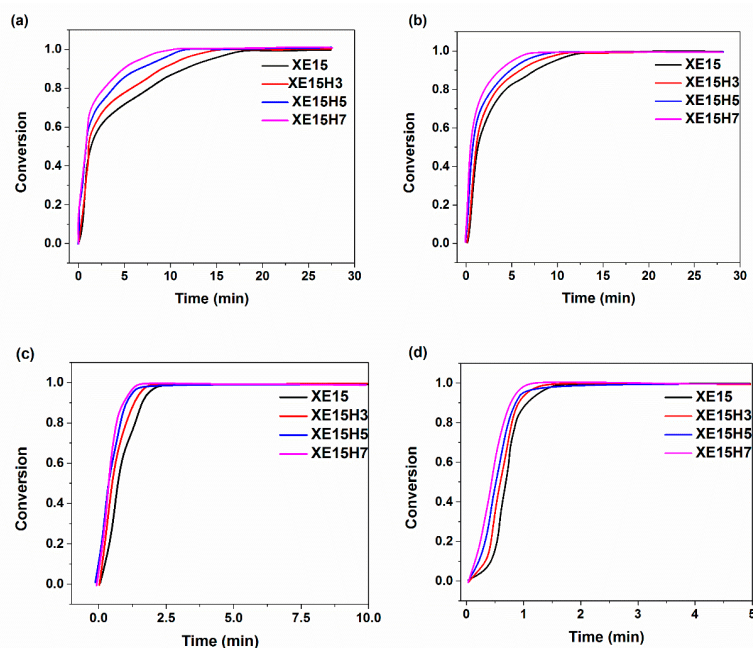 (a)
1.0
0.8
0.6
0.4
0.2
0.0
Conversion
XE15
XE15H3
XE15H5
XE15H7
0 5 10 15 20 25 30
Time (min)
(b)
1.0
0.8
0.6
0.4
0.2
0.0
Conversion
XE15
XE15H3
XE15H5
XE15H7
0 5 10 15 20 25 30
Time (min)
(c)
1.0
0.8
0.6
0.4
0.2
0.0
Conversion
XE15
XE15H3
XE15H5
XE15H7
0.0 2.5 5.0 7.5 10.0
Time (min)
(d)
1.0
0.8
0.6
0.4
0.2
0.0
Conversion
XE15
XE15H3
XE15H5
XE15H7
0 1 2 3 4 5
Time (min)